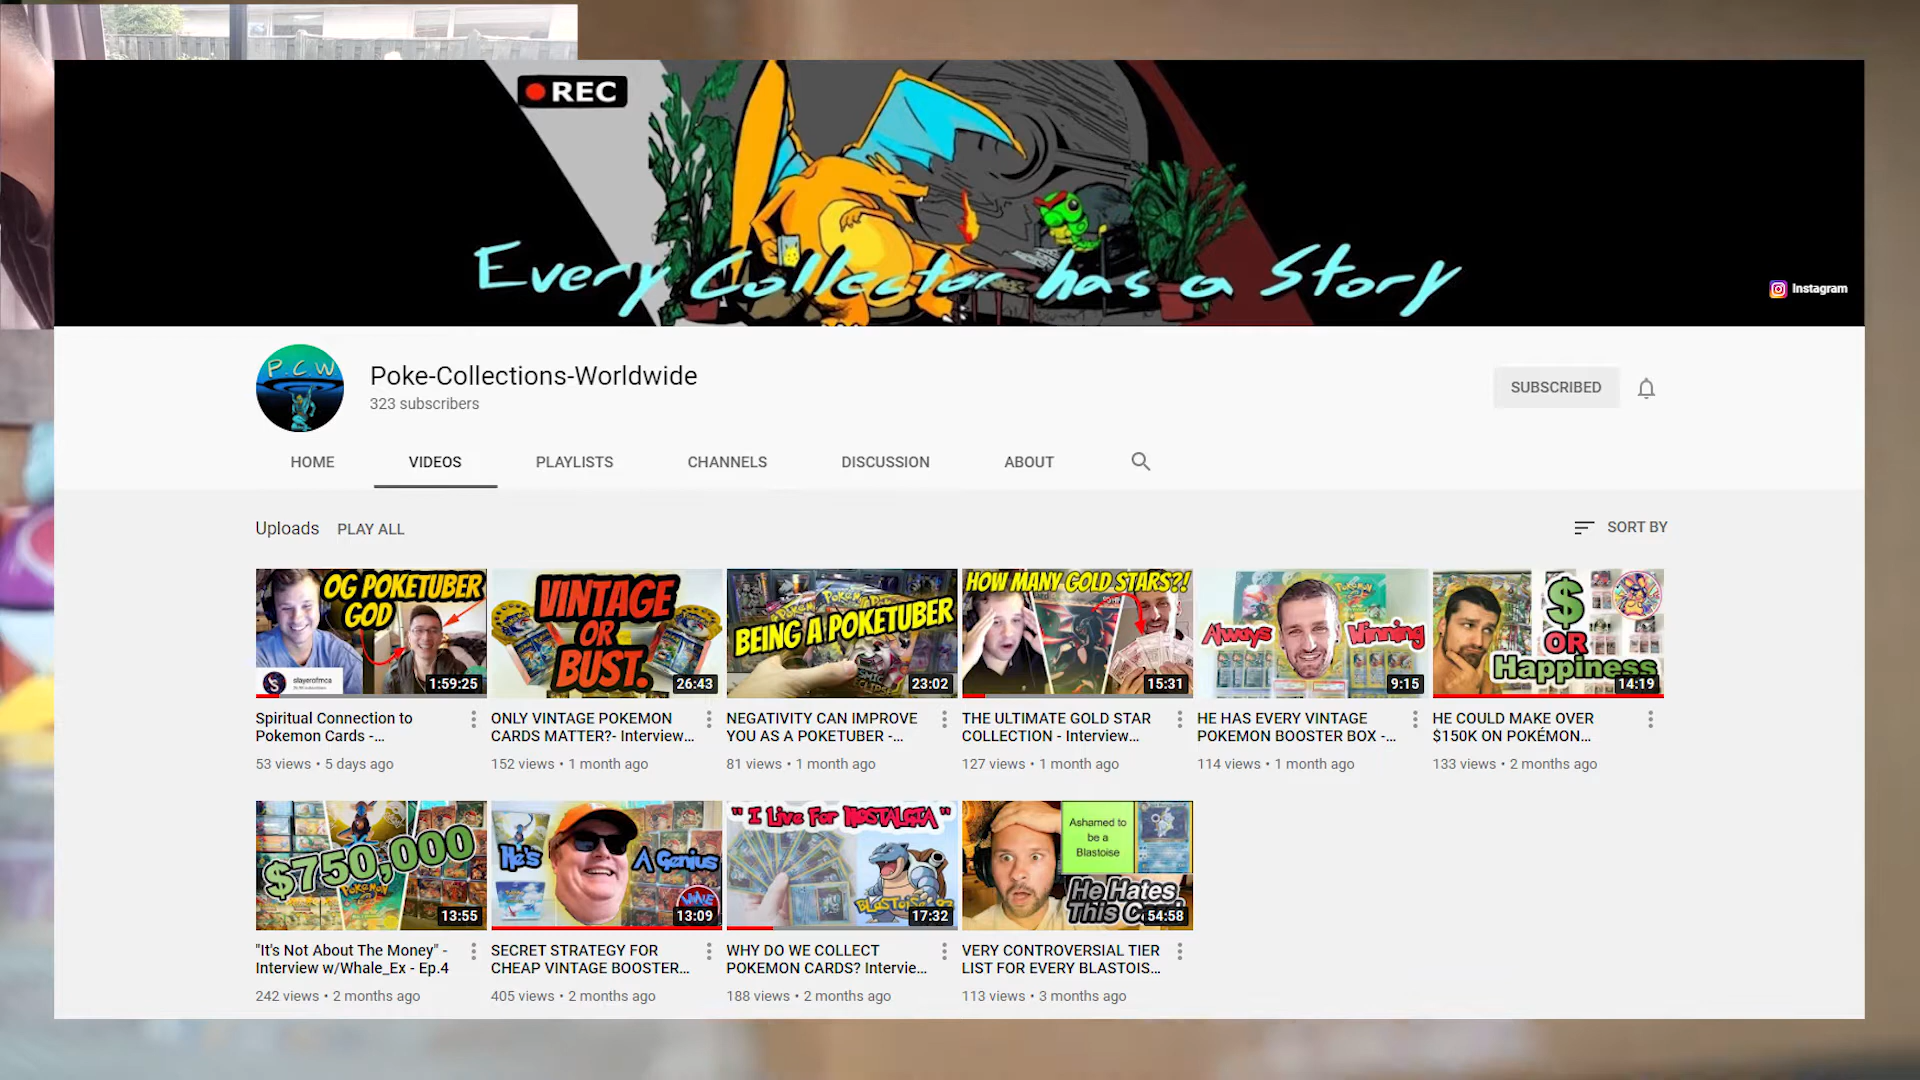 REC
Every Collector has a Story
Instagram
P.C.W
Poke-Collections-Worldwide
323 subscribers
SUBSCRIBED
HOME
VIDEOS
PLAYLISTS
CHANNELS
DISCUSSION
ABOUT
Uploads
PLAY ALL
SORT BY
OG POKETUBER
GOD
slayerofmca
1:59:25
VINTAGE
OR
BUST.
26:43
BEING A POKETUBER
23:02
HOW MANY GOLD STARS?!
15:31
Always Winning
9:15
$
OR
Happiness
14:19
Spiritual Connection to
Pokemon Cards -...
53 views • 5 days ago
ONLY VINTAGE POKEMON
CARDS MATTER?- Interview...
152 views • 1 month ago
NEGATIVITY CAN IMPROVE
YOU AS A POKETUBER -...
81 views • 1 month ago
THE ULTIMATE GOLD STAR
COLLECTION - Interview...
127 views • 1 month ago
HE HAS EVERY VINTAGE
POKEMON BOOSTER BOX -...
114 views • 1 month ago
HE COULD MAKE OVER
$150K ON POKÉMON...
133 views • 2 months ago
$750,000
13:55
He's A Genius
WHALE
13:09
"I Live For NOSTALGIA"
17:32
Ashamed to
be a
Blastoise
He Hates
This
54:58
"It's Not About The Money" -
Interview w/Whale_Ex - Ep.4
242 views • 2 months ago
SECRET STRATEGY FOR
CHEAP VINTAGE BOOSTER...
405 views • 2 months ago
WHY DO WE COLLECT
POKEMON CARDS? Intervie...
188 views • 2 months ago
VERY CONTROVERSIAL TIER
LIST FOR EVERY BLASTOIS...
113 views • 3 months ago